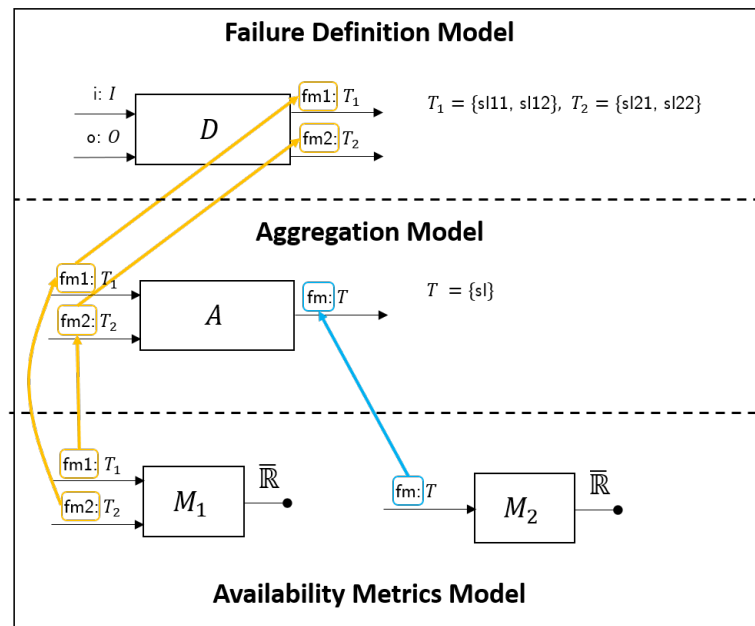 Failure Definition Model
i: I
o: O
D
fm1: T₁
fm2: T₂
T₁ = {sl11, sl12}, T₂ = {sl21, sl22}
Aggregation Model
fm1: T₁
fm2: T₂
A
fm: T
T = {sl}
fm1: T₁
fm2: T₂
M₁
ℝ̅
fm: T
M₂
ℝ̅
Availability Metrics Model